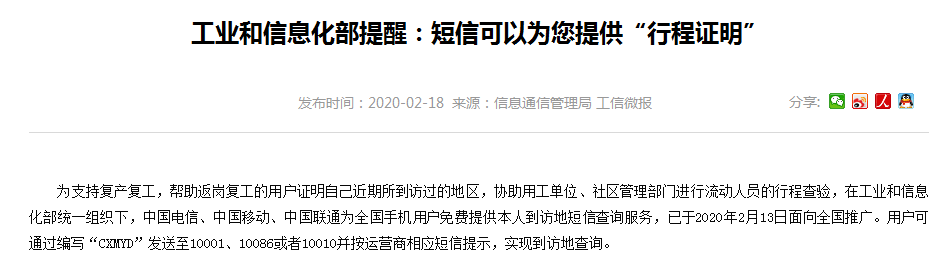 工业和信息化部提醒：短信可以为您提供“行程证明”
发布时间：2020-02-18 来源：信息通信管理局 工信微报 分享:
为支持复产复工，帮助返岗复工的用户证明自己近期所到访过的地区，协助用工单位、社区管理部门进行流动人员的行程查验，在工业和信息
化部统一组织下，中国电信、中国移动、中国联通为全国手机用户免费提供本人到访地短信查询服务，已于2020年2月13日面向全国推广。用户可
通过编写“CXMYD”发送至10001、10086或者10010并按运营商相应短信提示，实现到访地查询。